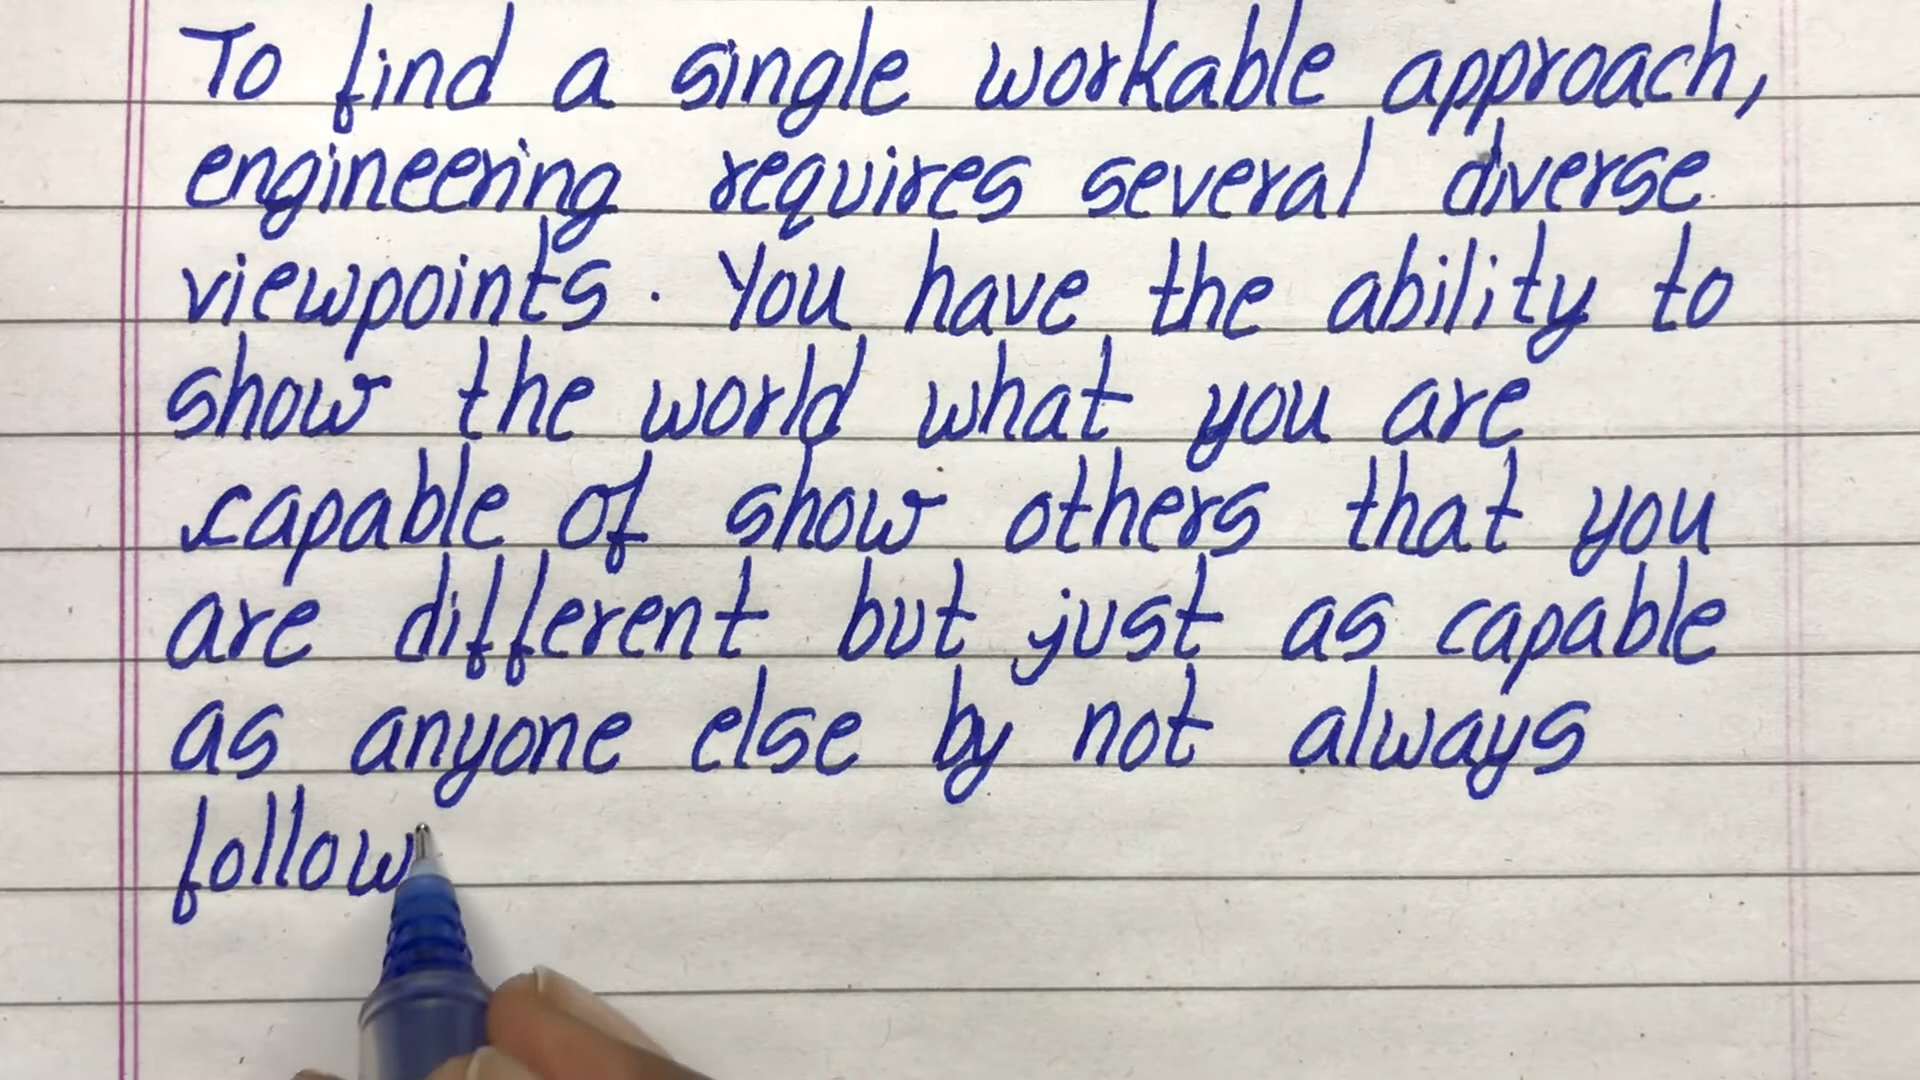 To find a single workable approach,
engineering requires several diverse
viewpoints. You have the ability to
show the world what you are
capable of show others that you
are different but just as capable
as anyone else by not always
follow